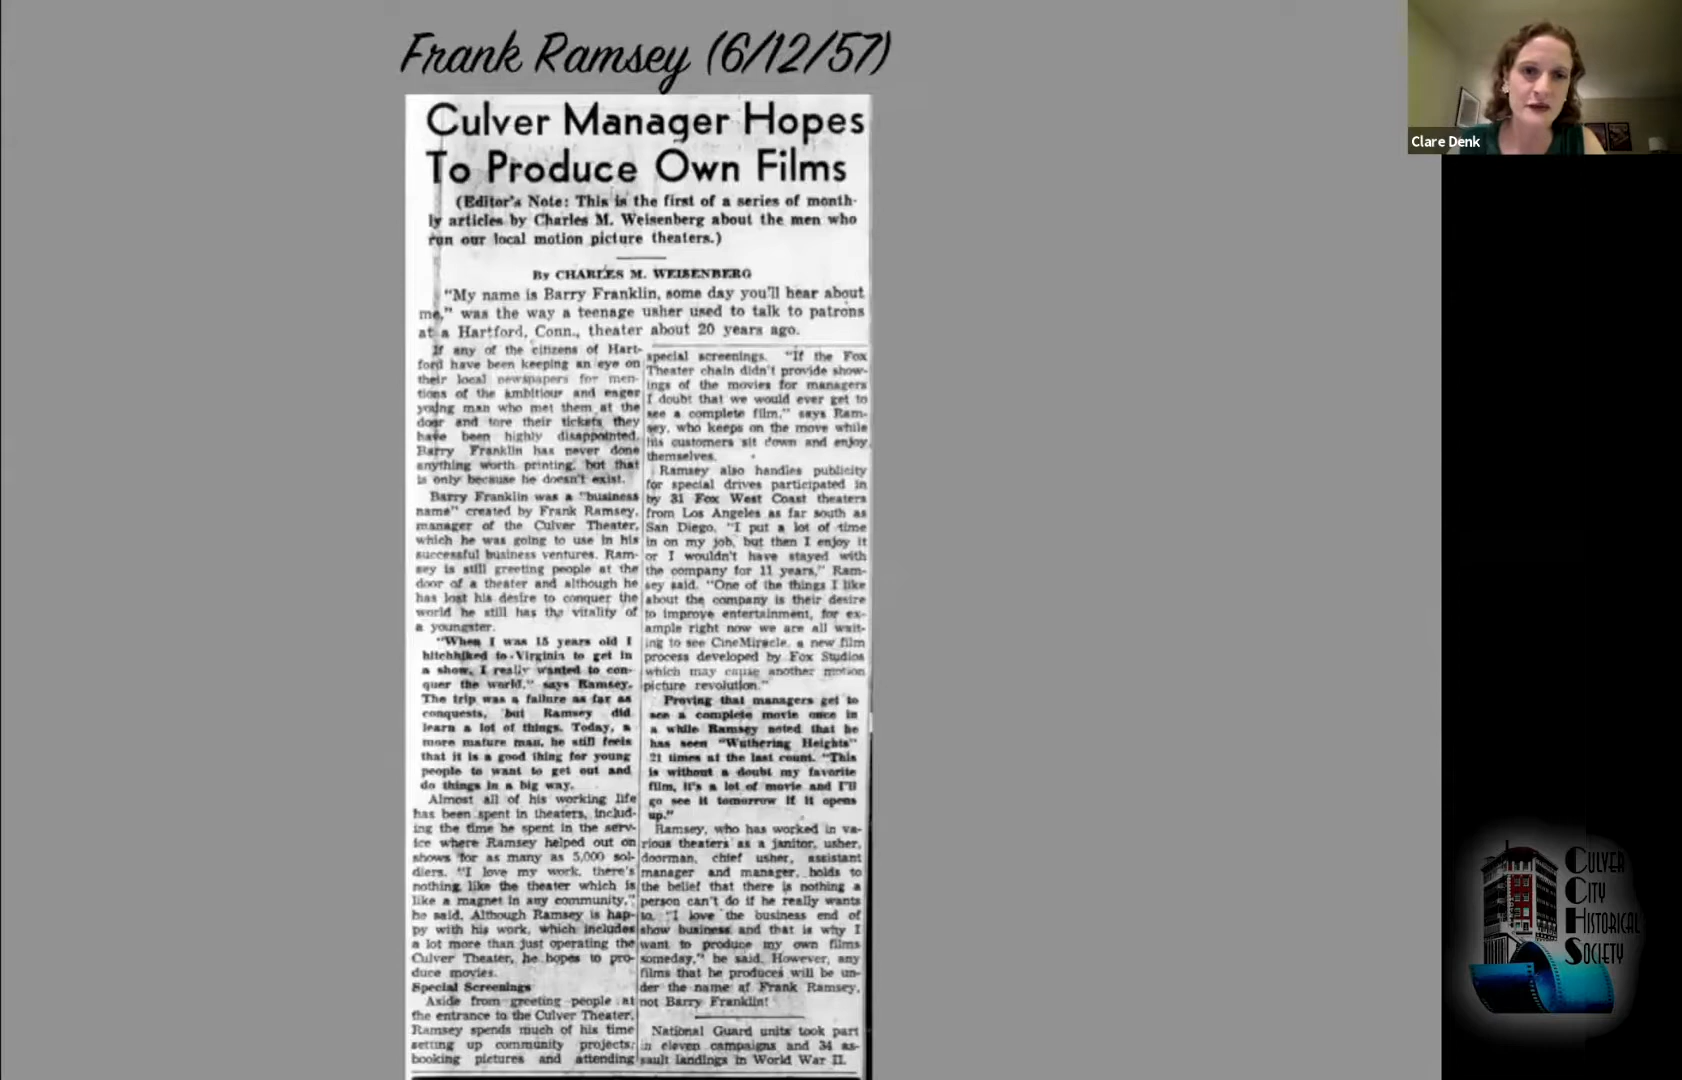 Frank Ramsey (6/12/57)
Culver Manager Hopes
To Produce Own Films
(Editor's Note: This is the first of a series of month-
ly articles by Charles M. Weisenberg about the men who
run our local motion picture theaters.)
By CHARLES M. WEISENBERG
"My name is Barry Franklin, some day you'll hear about
me," was the way a teenage usher used to talk to patrons
at a Hartford, Conn., theater about 20 years ago.
If any of the citizens of Hart-
ford have been keeping an eye on
their local newspapers for men-
tions of the ambitiour and eager
young man who met them at the
door and tore their tickets they
have been highly disappointed.
Barry Franklin has never done
anything worth printing, but that
is only because he doesn't exist.
Barry Franklin was a "business
name" created by Frank Ramsey,
manager of the Culver Theater,
which he was going to use in his
successful business ventures. Ram-
sey is still greeting people at the
door of a theater and although he
has lost his desire to conquer the
world he still has the vitality of
a youngster.
"When I was 15 years old I
hitchhiked to Virginia to get in
a show. I really wanted to con-
quer the world," says Ramsey.
The trip was a failure as far as
conquests, but Ramsey did
learn a lot of things. Today, a
more mature man, he still feels
that it is a good thing for young
people to want to get out and
do things in a big way.
Almost all of his working life
has been spent in theaters, includ-
ing the time he spent in the serv-
ice where Ramsey helped out on
shows for as many as 5,000 sol-
diers. "I love my work, there's
nothing like the theater which is
like a magnet in any community,"
he said. Although Ramsey is hap-
py with his work, which includes
a lot more than just operating the
Culver Theater, he hopes to pro-
duce movies.
Special Screenings
Aside from greeting people at
the entrance to the Culver Theater,
Ramsey spends much of his time
setting up community projects,
booking pictures and attending
special screenings. "If the Fox
Theater chain didn't provide show-
ings of the movies for managers
I doubt that we would ever get to
see a complete film," says Ram-
sey, who keeps on the move while
his customers sit down and enjoy
themselves.
Ramsey also handles publicity
for special drives participated in
by 31 Fox West Coast theaters
from Los Angeles as far south as
San Diego. "I put a lot of time
in on my job, but then I enjoy it
or I wouldn't have stayed with
the company for 11 years," Ram-
sey said. "One of the things I like
about the company is their desire
to improve entertainment, for ex-
ample right now we are all wait-
ing to see CineMiracle, a new film
process developed by Fox Studios
which may cause another motion
picture revolution."
Proving that managers get to
see a complete movie once in
a while Ramsey noted that he
has seen "Wuthering Heights"
21 times at the last count. "This
is without a doubt my favorite
film, it's a lot of movie and I'll
go see it tomorrow if it opens
up."
Ramsey, who has worked in va-
rious theaters as a janitor, usher,
doorman, chief usher, assistant
manager and manager, holds to
the belief that there is nothing a
person can't do if he really wants
to. "I love the business end of
show business and that is why I
want to produce my own films
someday," he said. However, any
films that he produces will be un-
der the name of Frank Ramsey,
not Barry Franklin!
National Guard units took part
in eleven campaigns and 34 as-
sault landings in World War II.
Clare Denk
CULVER
CITY
HISTORICAL
SOCIETY